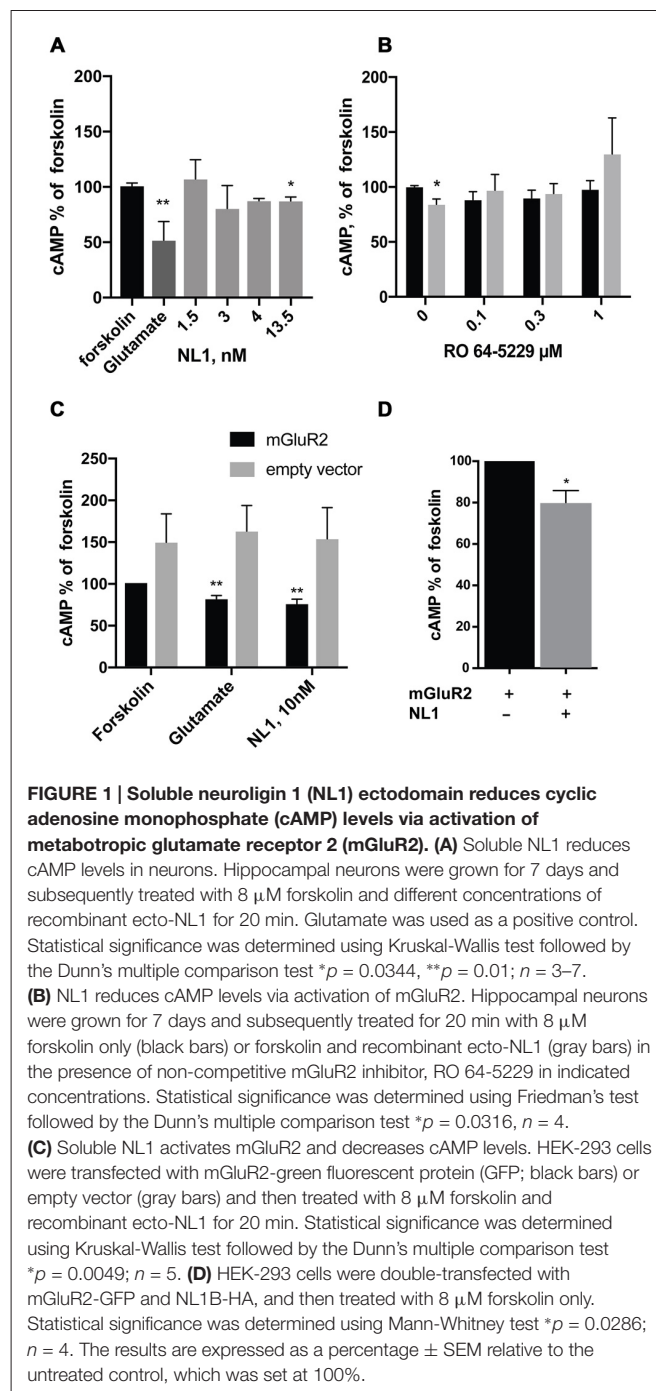 A
200
150
100
50
0
cAMP % of forskolin
**
*
forskolin
Glutamate
1.5
3
4
13.5
NL1, nM
B
200
150
100
50
0
cAMP, % of forskolin
*
0
0.1
0.3
1
RO 64-5229 µM
C
mGluR2
empty vector
250
200
150
100
50
0
cAMP % of forskolin
**
**
Forskolin
Glutamate
NL1, 10nM
D
100
80
60
40
20
0
cAMP % of foskolin
*
mGluR2 + +
NL1 – +
FIGURE 1 | Soluble neuroligin 1 (NL1) ectodomain reduces cyclic
adenosine monophosphate (cAMP) levels via activation of
metabotropic glutamate receptor 2 (mGluR2). (A) Soluble NL1 reduces
cAMP levels in neurons. Hippocampal neurons were grown for 7 days and
subsequently treated with 8 µM forskolin and different concentrations of
recombinant ecto-NL1 for 20 min. Glutamate was used as a positive control.
Statistical significance was determined using Kruskal-Wallis test followed by
the Dunn's multiple comparison test *p = 0.0344, **p = 0.01; n = 3–7.
(B) NL1 reduces cAMP levels via activation of mGluR2. Hippocampal neurons
were grown for 7 days and subsequently treated for 20 min with 8 µM
forskolin only (black bars) or forskolin and recombinant ecto-NL1 (gray bars) in
the presence of non-competitive mGluR2 inhibitor, RO 64-5229 in indicated
concentrations. Statistical significance was determined using Friedman's test
followed by the Dunn's multiple comparison test *p = 0.0316, n = 4.
(C) Soluble NL1 activates mGluR2 and decreases cAMP levels. HEK-293 cells
were transfected with mGluR2-green fluorescent protein (GFP; black bars) or
empty vector (gray bars) and then treated with 8 µM forskolin and
recombinant ecto-NL1 for 20 min. Statistical significance was determined
using Kruskal-Wallis test followed by the Dunn's multiple comparison test
*p = 0.0049; n = 5. (D) HEK-293 cells were double-transfected with
mGluR2-GFP and NL1B-HA, and then treated with 8 µM forskolin only.
Statistical significance was determined using Mann-Whitney test *p = 0.0286;
n = 4. The results are expressed as a percentage ± SEM relative to the
untreated control, which was set at 100%.